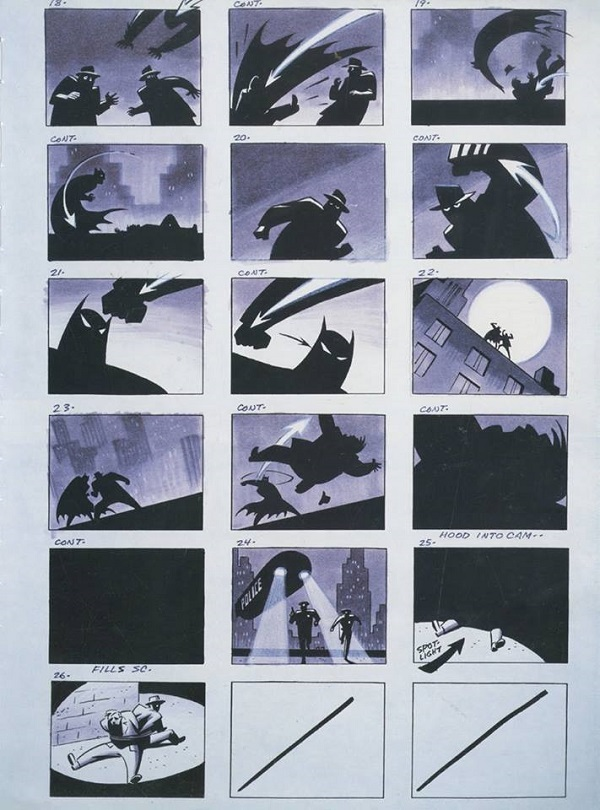 18-
CONT-
19-
CONT-
20-
CONT-
21-
CONT-
22-
23-
CONT-
CONT-
CONT-
24-
POLICE
25-
HOOD INTO CAM--
SPOT-
LIGHT
26-
FILLS SC-